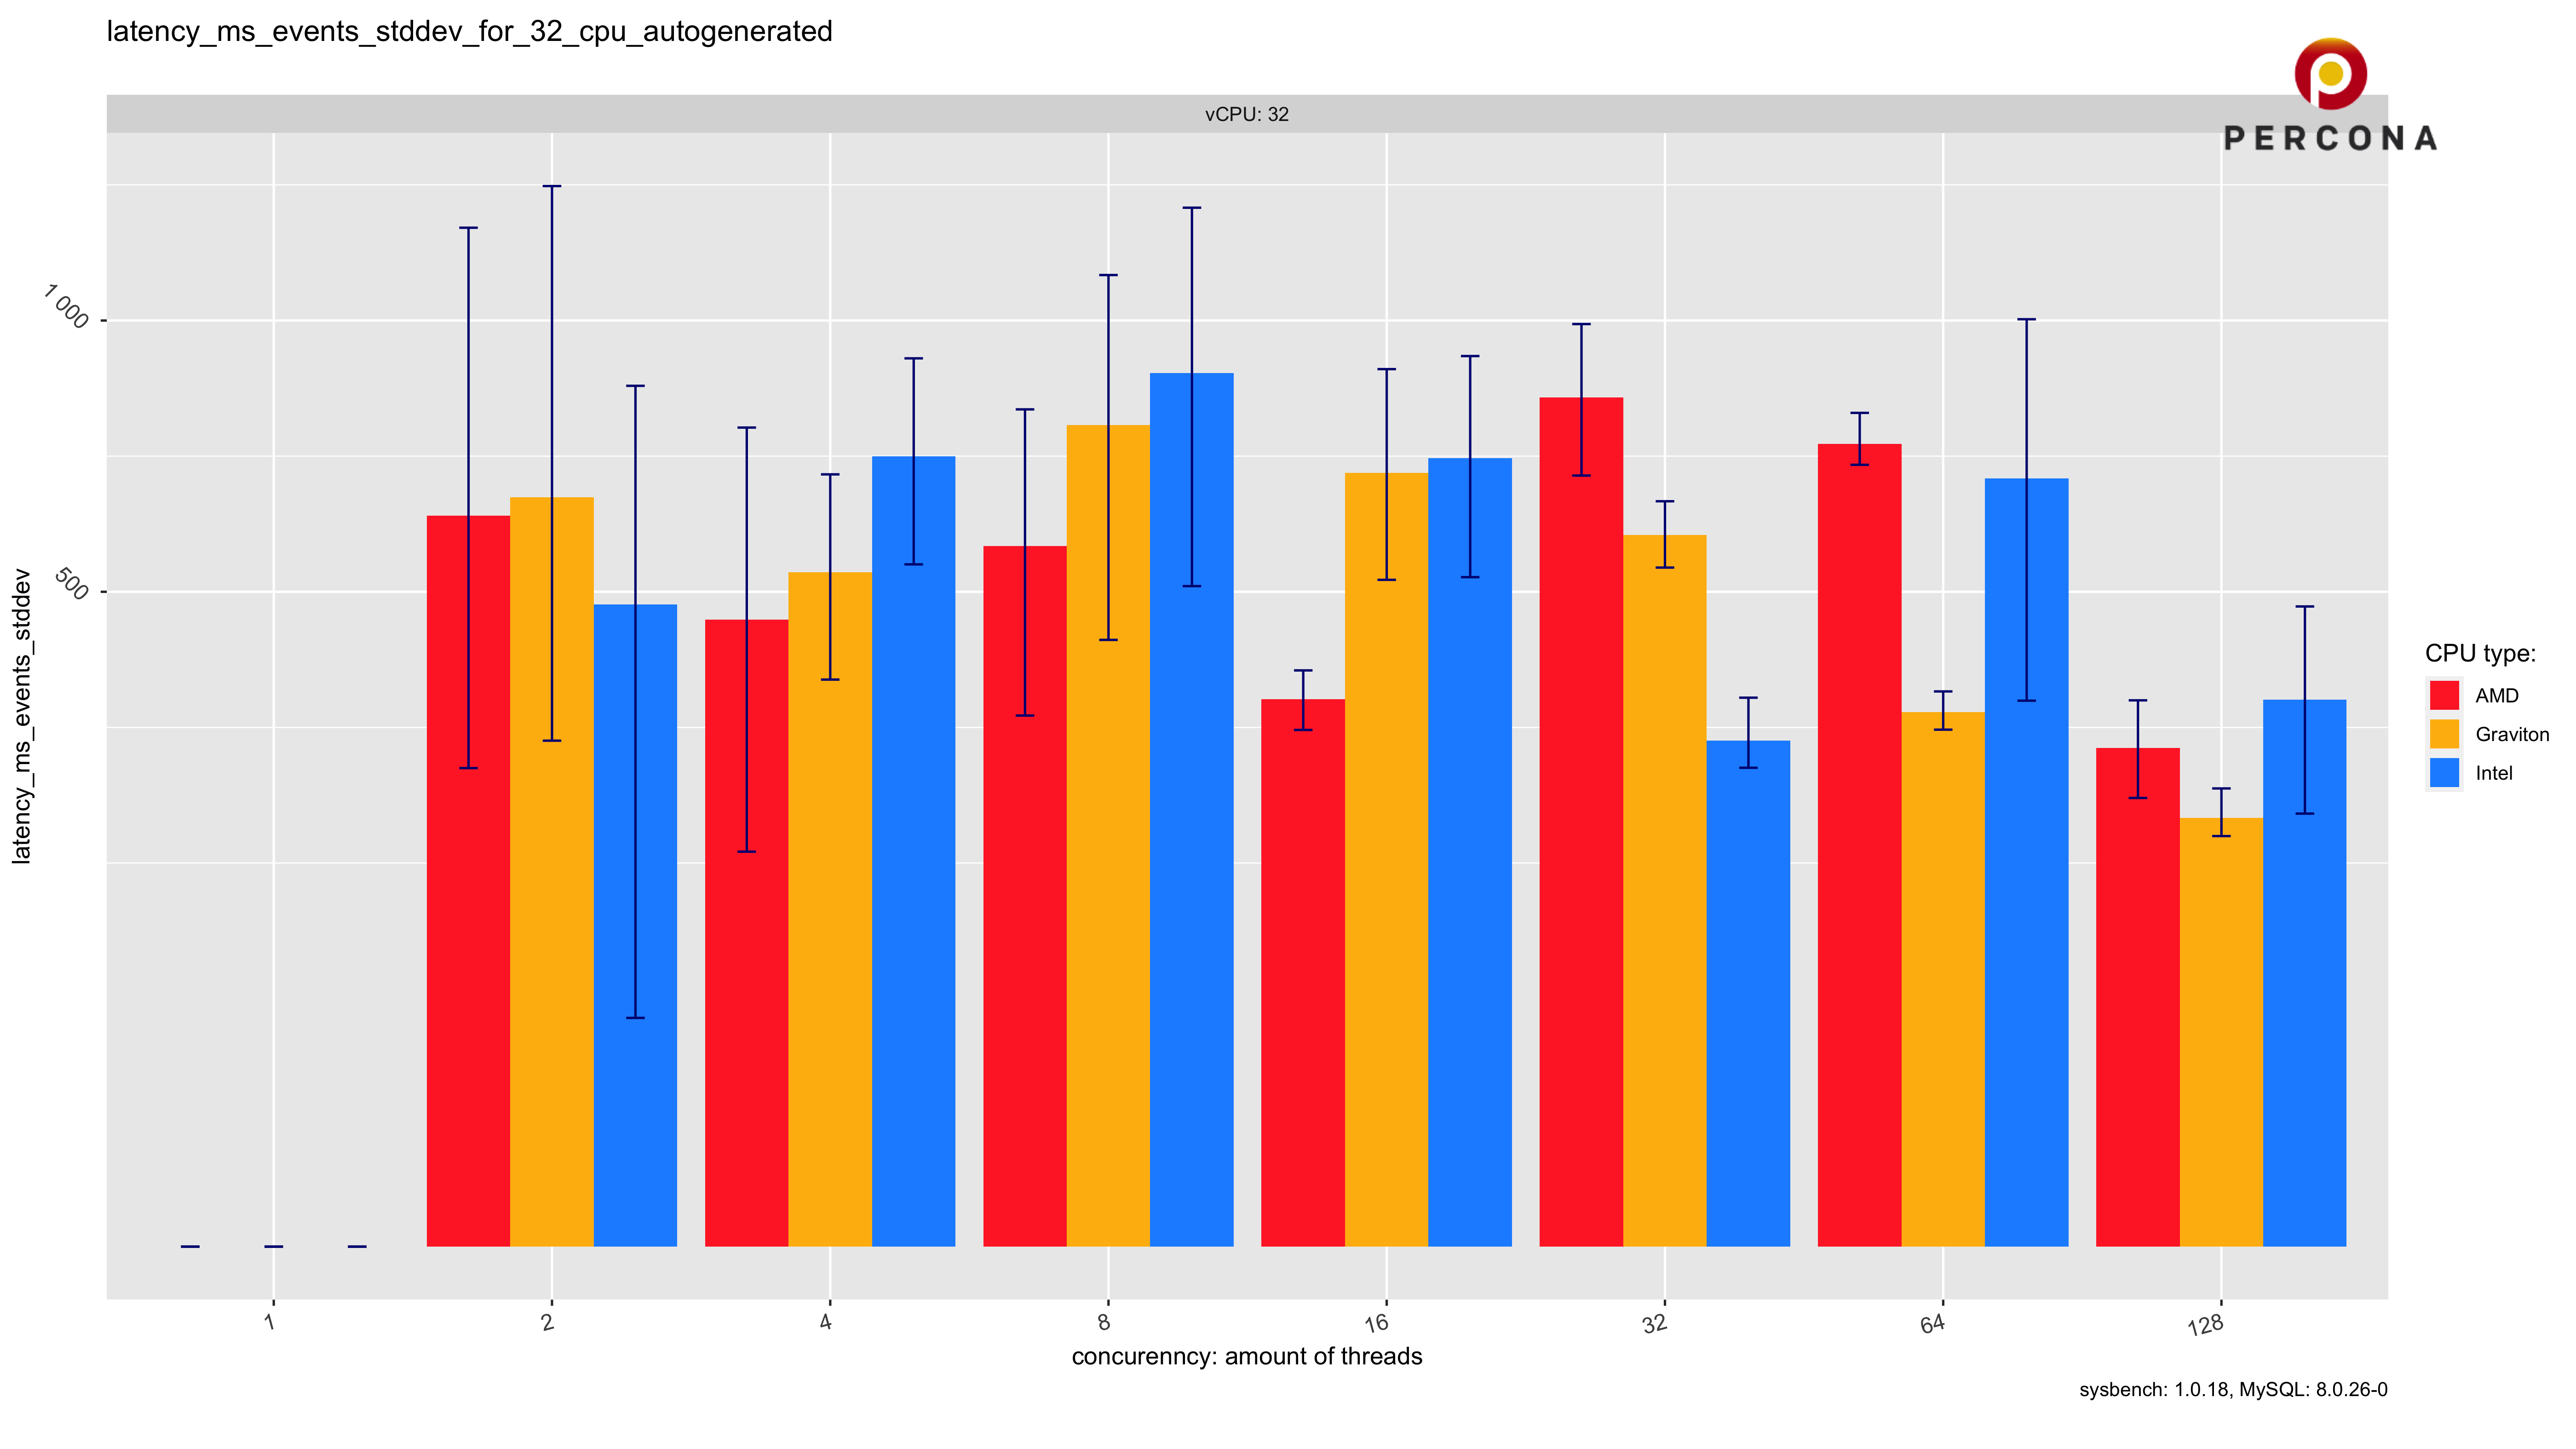 latency_ms_events_stddev_for_32_cpu_autogenerated
PERCONA
vCPU: 32
1 000
500
latency_ms_events_stddev
CPU type:
AMD
Graviton
Intel
1
2
4
8
16
32
64
128
concurenncy: amount of threads
sysbench: 1.0.18, MySQL: 8.0.26-0